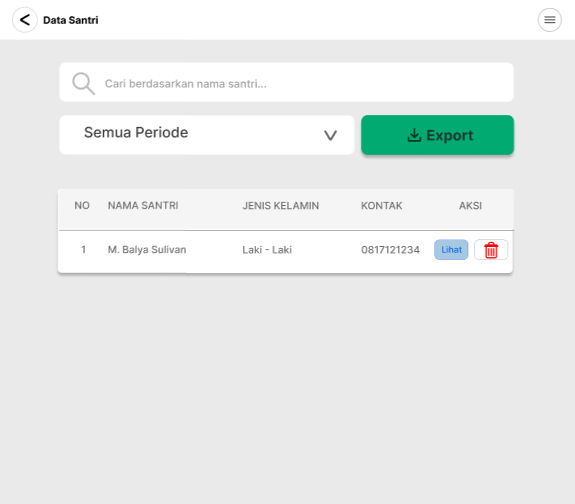 Data Santri
Cari berdasarkan nama santri...
Semua Periode
Export
NO NAMA SANTRI JENIS KELAMIN KONTAK AKSI
1 M. Balya Sulivan Laki - Laki 0817121234 Lihat